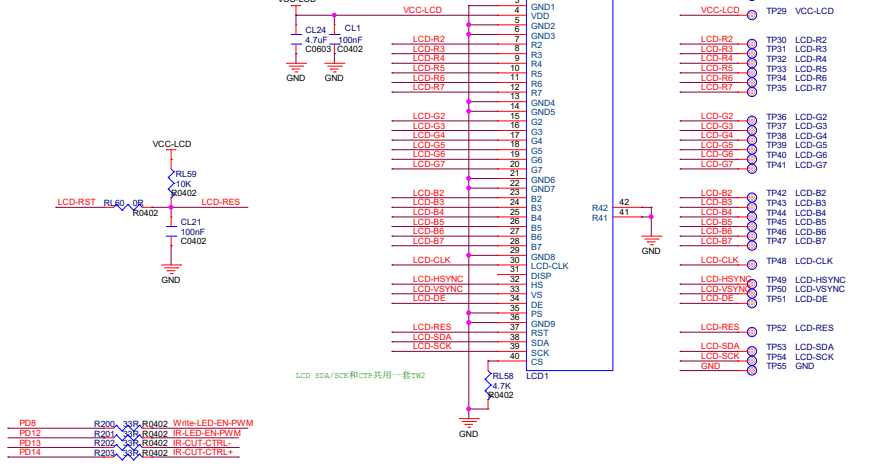 VCC-LCD
CL24
4.7uF
C0603
CL1
100nF
C0402
GND
GND
VCC-LCD
LCD-R2
LCD-R3
LCD-R4
LCD-R5
LCD-R6
LCD-R7
LCD-G2
LCD-G3
LCD-G4
LCD-G5
LCD-G6
LCD-G7
LCD-B2
LCD-B3
LCD-B4
LCD-B5
LCD-B6
LCD-B7
LCD-CLK
LCD-HSYNC
LCD-VSYNC
LCD-DE
LCD-RES
LCD-SDA
LCD-SCK
3 GND1
4 VDD
5 GND2
6 GND3
7 R2
8 R3
9 R4
10 R5
11 R6
12 R7
13 GND4
14 GND5
15 G2
16 G3
17 G4
18 G5
19 G6
20 G7
21 GND6
22 GND7
23 B2
24 B3
25 B4
26 B5
27 B6
28 B7
29 GND8
30 LCD-CLK
31 DISP
32 HS
33 VS
34 DE
35 PS
36 GND9
37 RST
38 SDA
39 SCK
40 CS
LCD1
R42 42
R41 41
GND
RL58
4.7K
R0402
GND
LCD SDA/SCK和CTP共用一套TW2
VCC-LCD
RL59
10K
R0402
LCD-RST RL60 0R LCD-RES
R0402
CL21
100nF
C0402
GND
VCC-LCD TP29 VCC-LCD
LCD-R2 TP30 LCD-R2
LCD-R3 TP31 LCD-R3
LCD-R4 TP32 LCD-R4
LCD-R5 TP33 LCD-R5
LCD-R6 TP34 LCD-R6
LCD-R7 TP35 LCD-R7
LCD-G2 TP36 LCD-G2
LCD-G3 TP37 LCD-G3
LCD-G4 TP38 LCD-G4
LCD-G5 TP39 LCD-G5
LCD-G6 TP40 LCD-G6
LCD-G7 TP41 LCD-G7
LCD-B2 TP42 LCD-B2
LCD-B3 TP43 LCD-B3
LCD-B4 TP44 LCD-B4
LCD-B5 TP45 LCD-B5
LCD-B6 TP46 LCD-B6
LCD-B7 TP47 LCD-B7
LCD-CLK TP48 LCD-CLK
LCD-HSYNC TP49 LCD-HSYNC
LCD-VSYNC TP50 LCD-VSYNC
LCD-DE TP51 LCD-DE
LCD-RES TP52 LCD-RES
LCD-SDA TP53 LCD-SDA
LCD-SCK TP54 LCD-SCK
GND TP55 GND
PD8 R200 33R R0402 Write-LED-EN-PWM
PD12 R201 33R R0402 IR-LED-EN-PWM
PD13 R202 33R R0402 IR-CUT-CTRL-
PD14 R203 33R R0402 IR-CUT-CTRL+